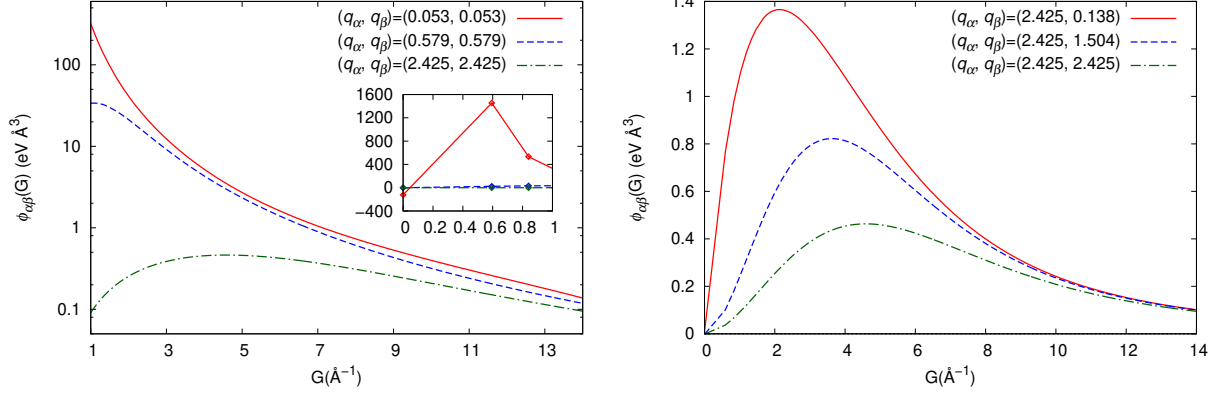 (qα, qβ)=(0.053, 0.053)
(qα, qβ)=(0.579, 0.579)
(qα, qβ)=(2.425, 2.425)
ϕαβ(G) (eV Å³)
100
10
1
0.1
1600
1200
800
400
0
−400
0 0.2 0.4 0.6 0.8 1
1 3 5 7 9 11 13
G(Å⁻¹)
(qα, qβ)=(2.425, 0.138)
(qα, qβ)=(2.425, 1.504)
(qα, qβ)=(2.425, 2.425)
ϕαβ(G) (eV Å³)
1.4
1.2
1
0.8
0.6
0.4
0.2
0
0 2 4 6 8 10 12 14
G(Å⁻¹)